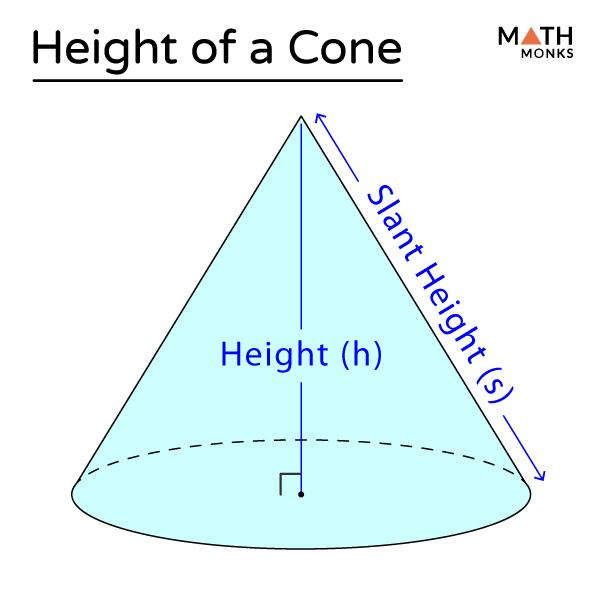 Height of a Cone
MATH
MONKS
Slant Height (s)
Height (h)